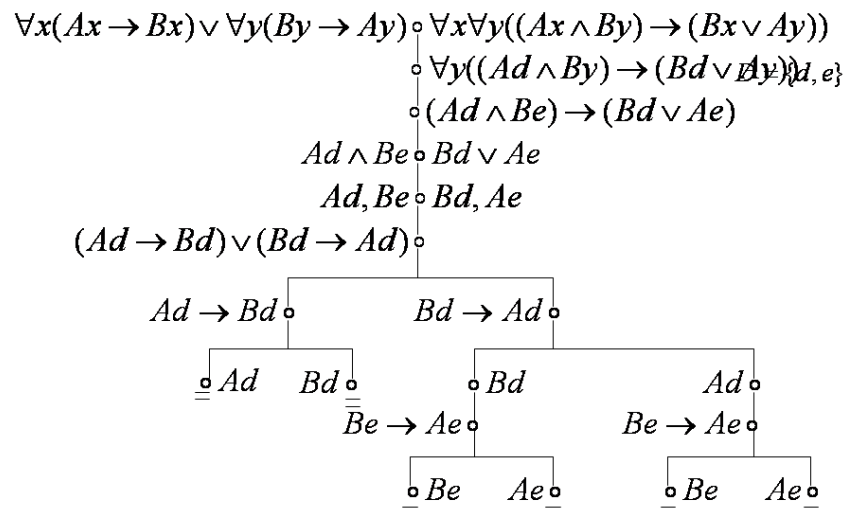 ∀x(Ax → Bx) ∨ ∀y(By → Ay) ∘ ∀x∀y((Ax ∧ By) → (Bx ∨ Ay))
∘ ∀y((Ad ∧ By) → (Bd ∨ Ay)) D = {d, e}
∘ (Ad ∧ Be) → (Bd ∨ Ae)
Ad ∧ Be ∘ Bd ∨ Ae
Ad, Be ∘ Bd, Ae
(Ad → Bd) ∨ (Bd → Ad) ∘
Ad → Bd ∘ Bd → Ad ∘
∘ Ad Bd ∘ ∘ Bd Ad ∘
Be → Ae ∘ Be → Ae ∘
∘ Be Ae ∘ ∘ Be Ae ∘